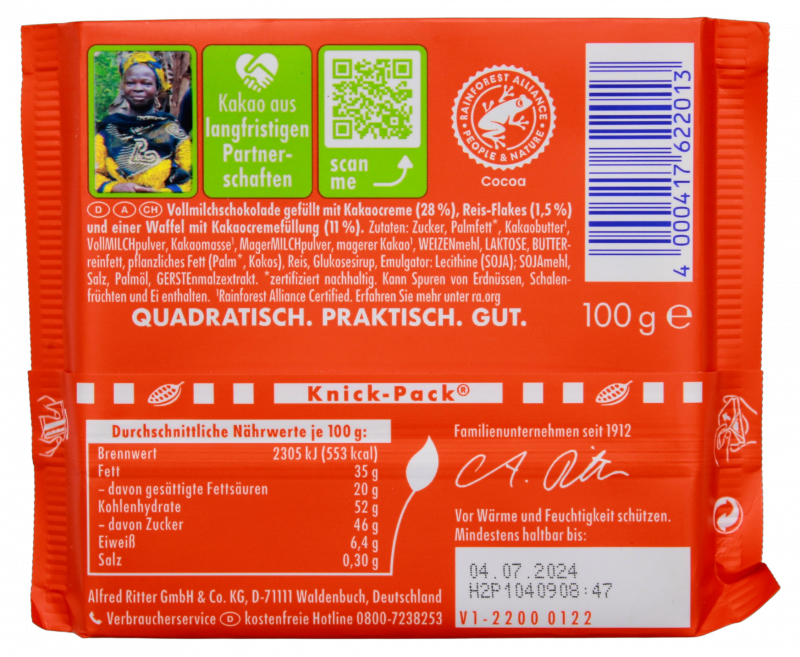 Kakao aus
langfristigen
Partner-
schaften
scan
me
RAINFOREST ALLIANCE
PEOPLE & NATURE
Cocoa
4 000417 622013
D A CH Vollmilchschokolade gefüllt mit Kakaocreme (28 %), Reis-Flakes (1,5 %)
und einer Waffel mit Kakaocremefüllung (11 %). Zutaten: Zucker, Palmfett*, Kakaobutter¹,
VollMILCHpulver, Kakaomasse¹, MagerMILCHpulver, magerer Kakao¹, WEIZENmehl, LAKTOSE, BUTTER-
reinfett, pflanzliches Fett (Palm*, Kokos), Reis, Glukosesirup, Emulgator: Lecithine (SOJA); SOJAmehl,
Salz, Palmöl, GERSTEnmalzextrakt. *zertifiziert nachhaltig. Kann Spuren von Erdnüssen, Schalen-
früchten und Ei enthalten. ¹Rainforest Alliance Certified. Erfahren Sie mehr unter ra.org
QUADRATISCH. PRAKTISCH. GUT.
100 g ℮
Knick-Pack®
Durchschnittliche Nährwerte je 100 g:
Brennwert 2305 kJ (553 kcal)
Fett 35 g
– davon gesättigte Fettsäuren 20 g
Kohlenhydrate 52 g
– davon Zucker 46 g
Eiweiß 6,4 g
Salz 0,30 g
Familienunternehmen seit 1912
Vor Wärme und Feuchtigkeit schützen.
Mindestens haltbar bis:
04.07.2024
H2P1040908:47
V1-2200 0122
Alfred Ritter GmbH & Co. KG, D-71111 Waldenbuch, Deutschland
Verbraucherservice D kostenfreie Hotline 0800-7238253